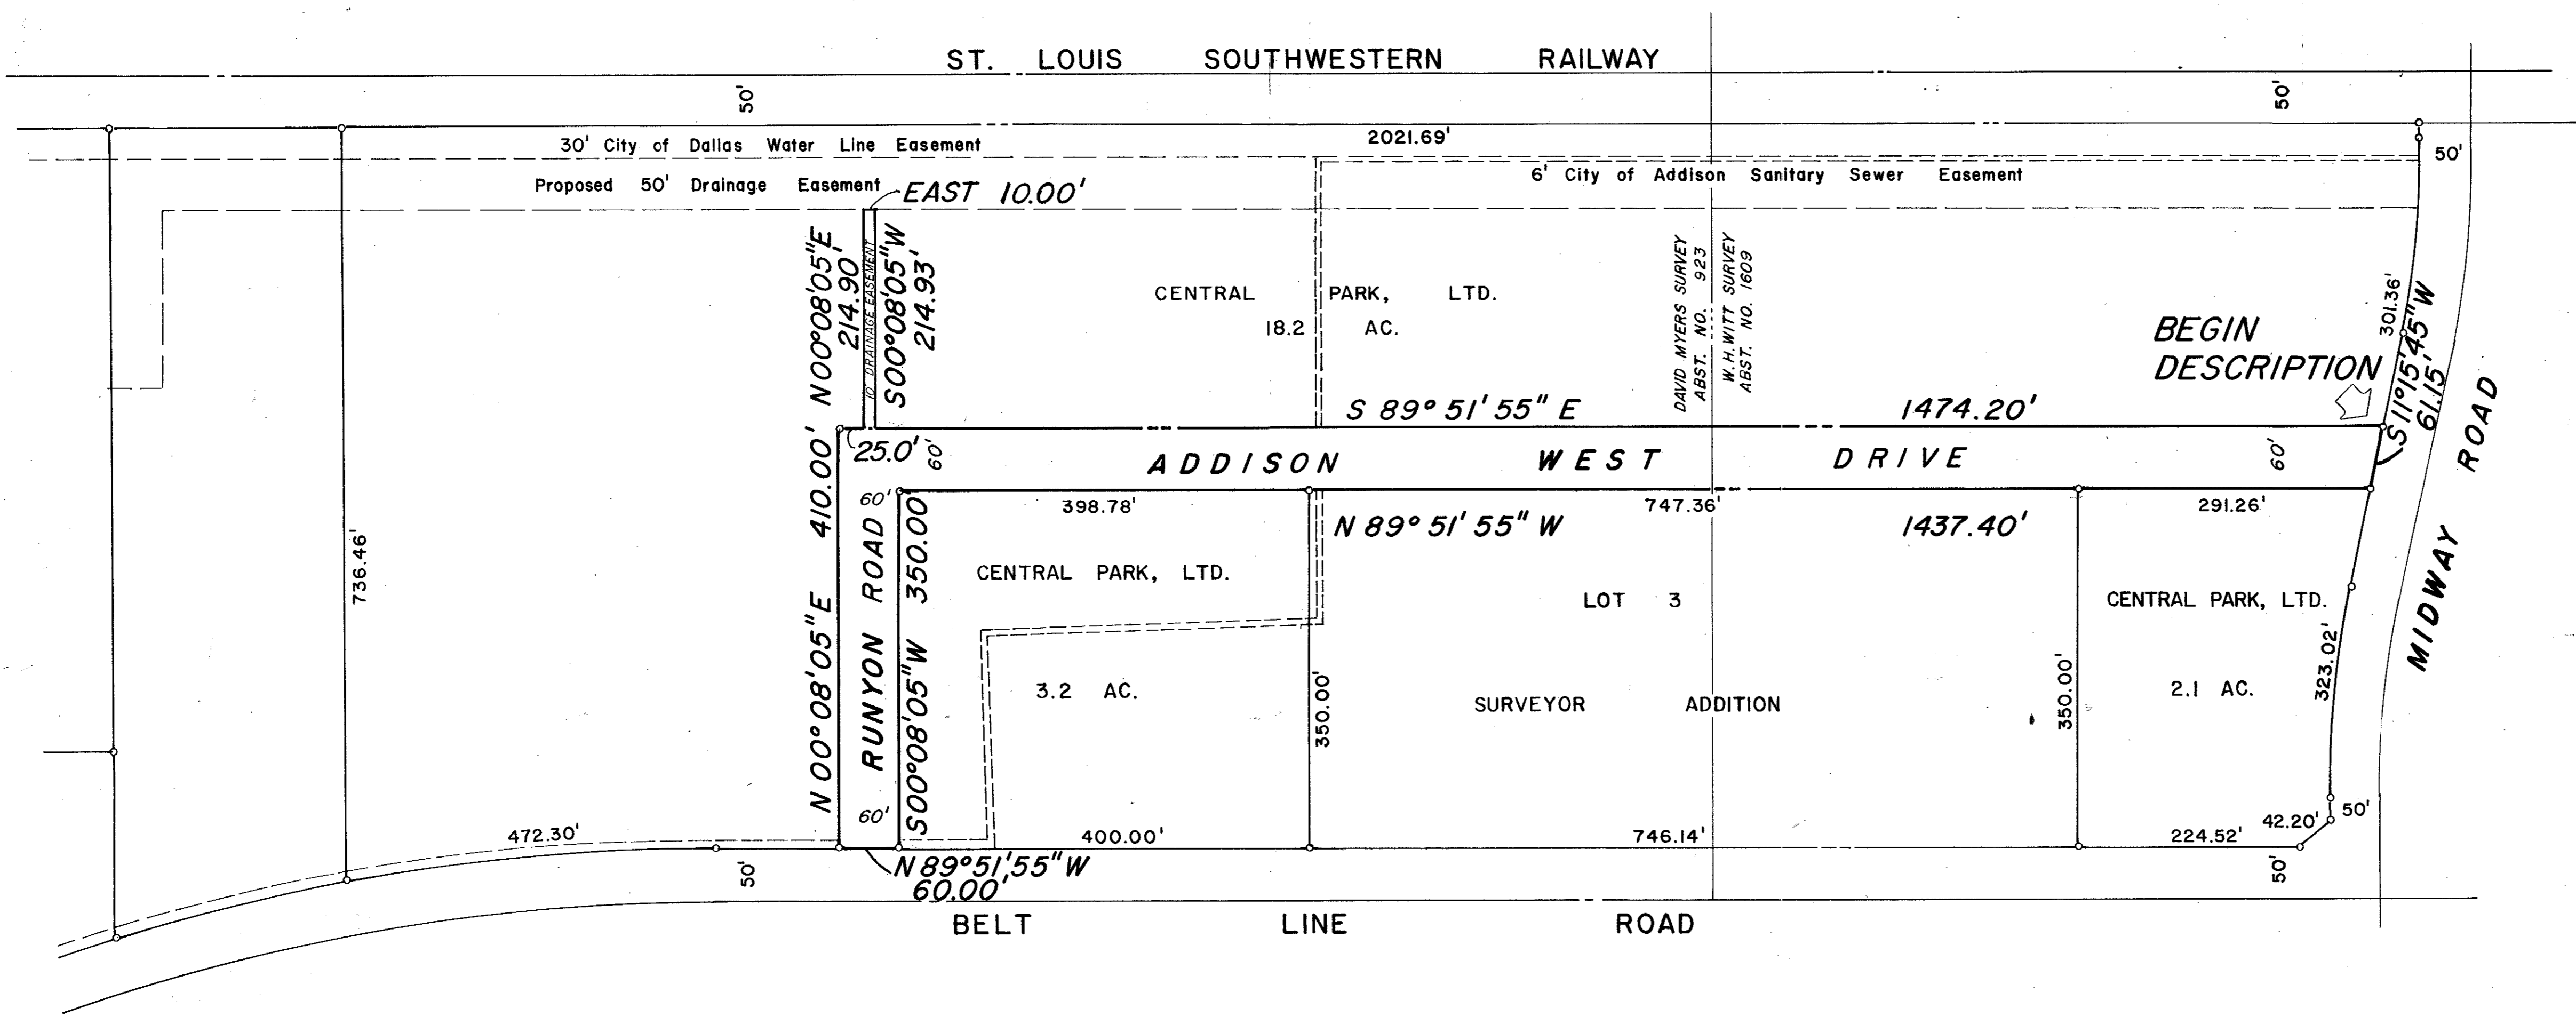 ST. LOUIS SOUTHWESTERN RAILWAY
50'
50'
2021.69'
30' City of Dallas Water Line Easement
50'
Proposed 50' Drainage Easement
6' City of Addison Sanitary Sewer Easement
EAST 10.00'
N00°08'05"E
214.90'
10' DRAINAGE EASEMENT
S00°08'05"W
214.93'
CENTRAL PARK, LTD.
18.2 AC.
DAVID MYERS SURVEY
ABST. NO. 923
W.H. WITT SURVEY
ABST. NO. 1609
301.36'
S 11°15'45"W
61.15'
BEGIN
DESCRIPTION
S 89° 51' 55" E 1474.20'
25.0'
60'
ADDISON WEST DRIVE
60'
MIDWAY ROAD
60'
398.78'
747.36'
291.26'
N 89° 51' 55" W 1437.40'
736.46'
N 00°08'05"E 410.00'
RUNYON ROAD
S00°08'05"W 350.00'
CENTRAL PARK, LTD.
3.2 AC.
350.00'
LOT 3
SURVEYOR ADDITION
350.00'
CENTRAL PARK, LTD.
2.1 AC.
323.02'
60'
50'
472.30'
400.00'
746.14'
224.52'
42.20'
50'
N 89°51',55" W
60.00'
50'
BELT LINE ROAD